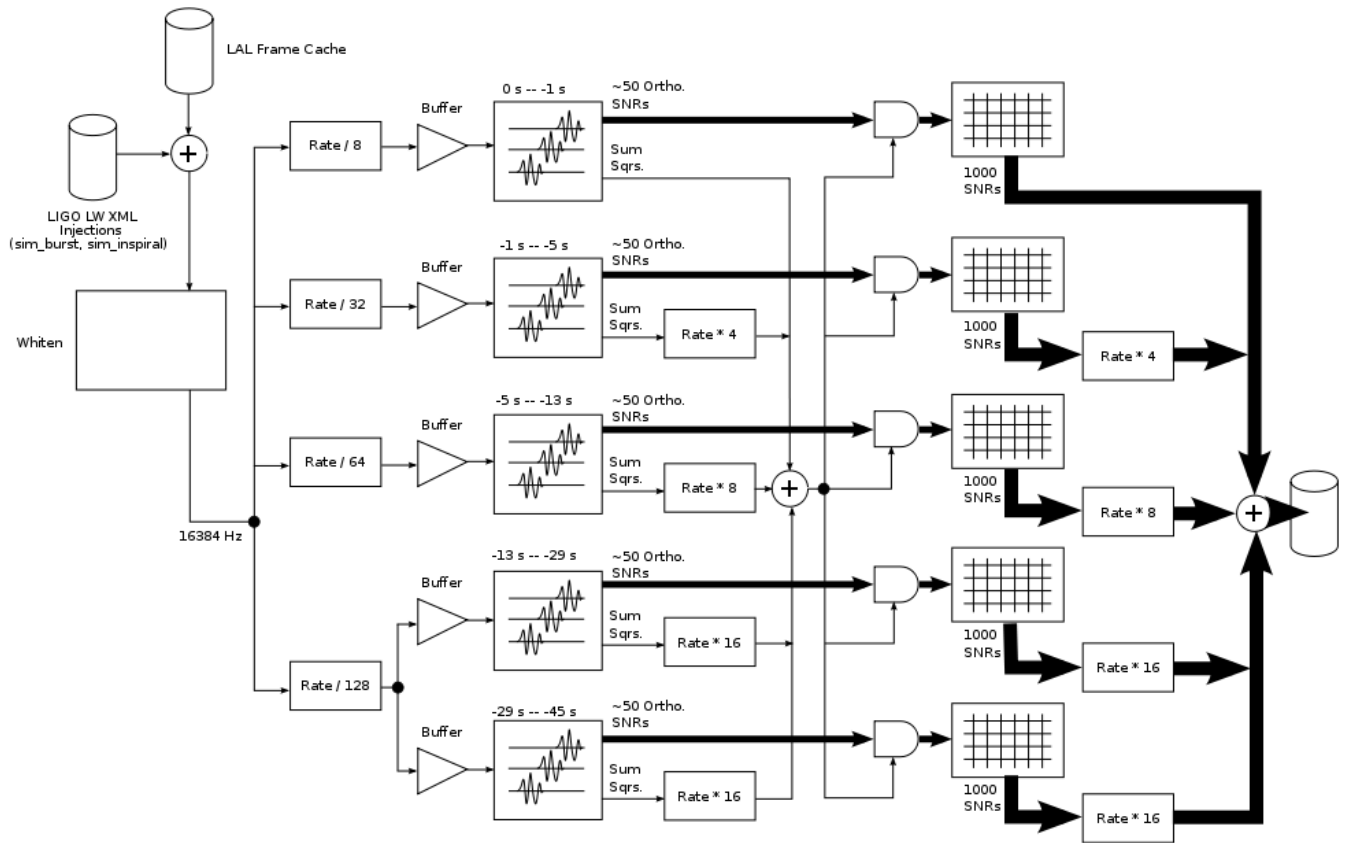 LAL Frame Cache
LIGO LW XML
Injections
(sim_burst, sim_inspiral)
Whiten
16384 Hz
Rate / 8
Buffer
0 s -- -1 s
~50 Ortho.
SNRs
Sum
Sqrs.
1000
SNRs
Rate / 32
Buffer
-1 s -- -5 s
~50 Ortho.
SNRs
Sum
Sqrs.
Rate * 4
1000
SNRs
Rate * 4
Rate / 64
Buffer
-5 s -- -13 s
~50 Ortho.
SNRs
Sum
Sqrs.
Rate * 8
1000
SNRs
Rate * 8
Rate / 128
Buffer
-13 s -- -29 s
~50 Ortho.
SNRs
Sum
Sqrs.
Rate * 16
1000
SNRs
Rate * 16
Buffer
-29 s -- -45 s
~50 Ortho.
SNRs
Sum
Sqrs.
Rate * 16
1000
SNRs
Rate * 16